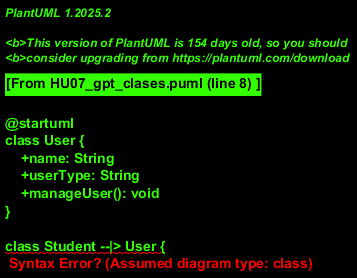 PlantUML 1.2025.2
<b>This version of PlantUML is 154 days old, so you should
<b>consider upgrading from https://plantuml.com/download
[From HU07_gpt_clases.puml (line 8) ]
@startuml
class User {
+name: String
+userType: String
+manageUser(): void
}
class Student --|> User {
Syntax Error? (Assumed diagram type: class)